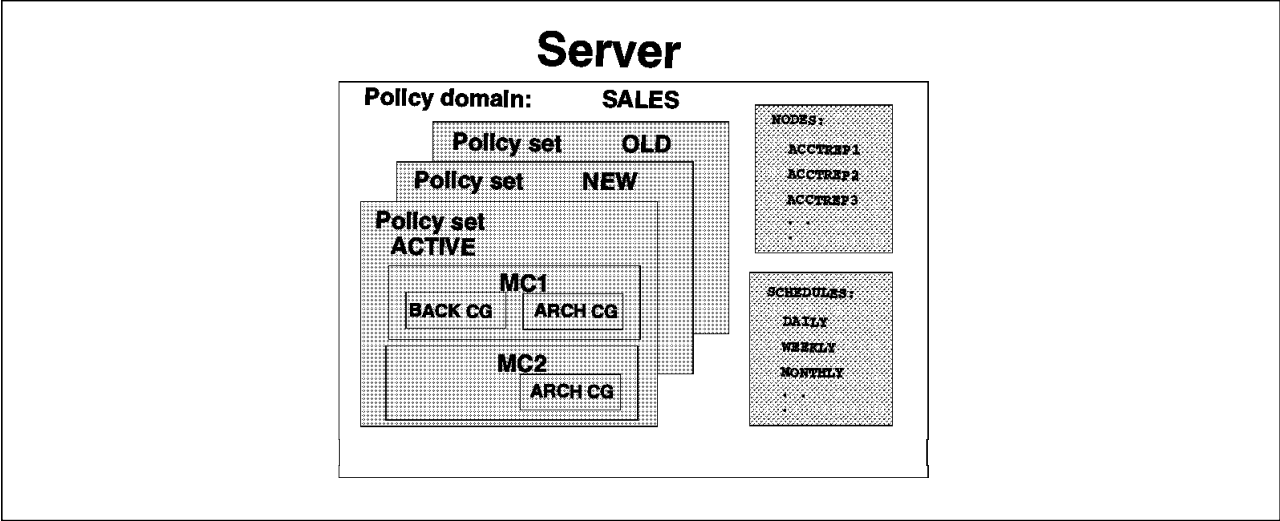 Server
Policy domain: SALES
Policy set OLD
Policy set NEW
Policy set
ACTIVE
MC1
BACK CG ARCH CG
MC2
ARCH CG
NODES:
ACCTREP1
ACCTREP2
ACCTREP3
. .
.
SCHEDULES:
DAILY
WEEKLY
MONTHLY
. .
.